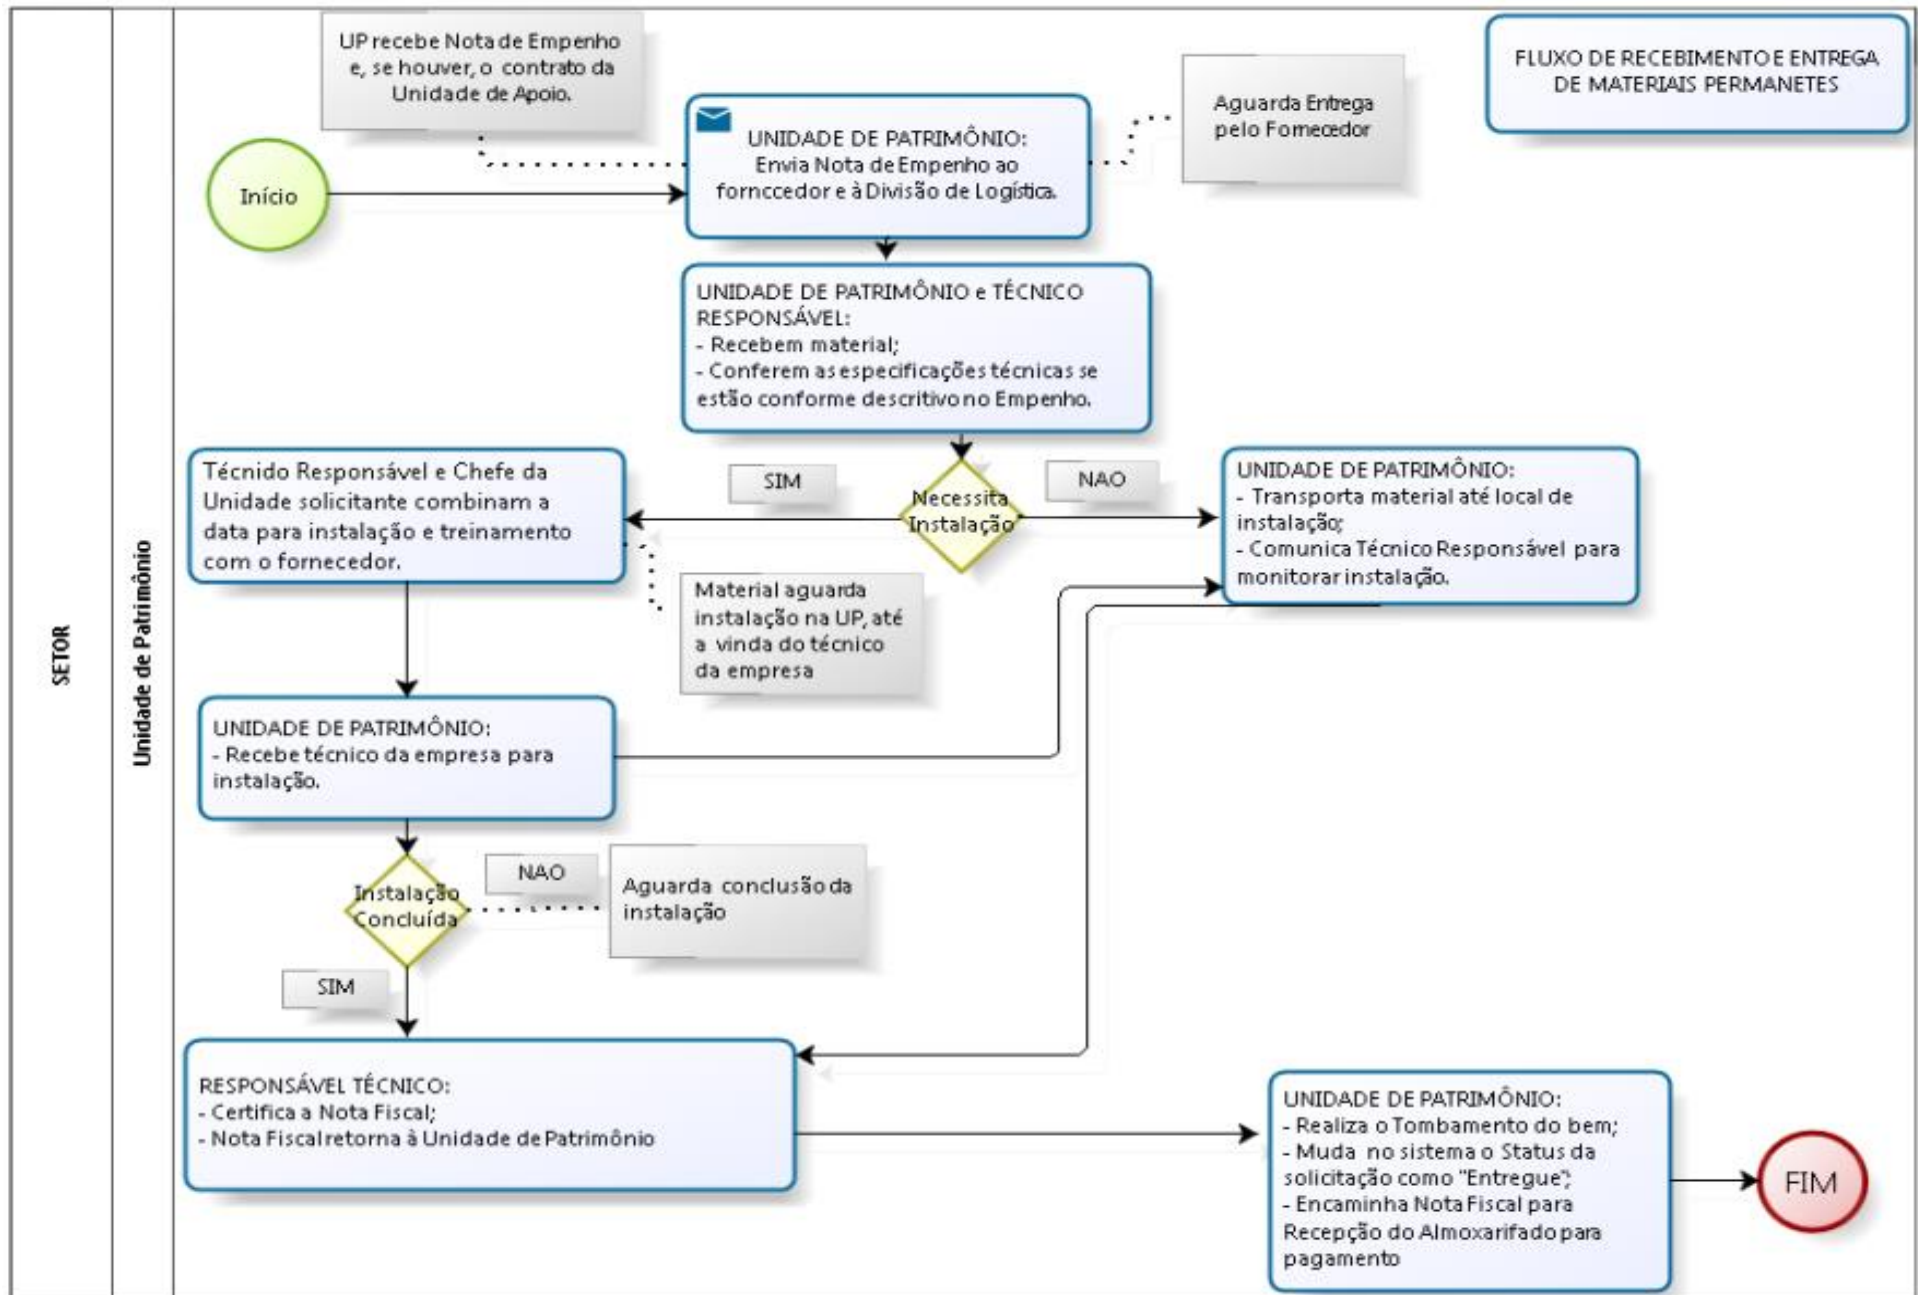 UP recebe Nota de Empenho
e, se houver, o contrato da
Unidade de Apoio.
FLUXO DE RECEBIMENTO E ENTREGA
DE MATERIAIS PERMANETES
Aguarda Entrega
pelo Fornecedor
Início
UNIDADE DE PATRIMÔNIO:
Envia Nota de Empenho ao
fornccedor e à Divisão de Logística.
UNIDADE DE PATRIMÔNIO e TÉCNICO
RESPONSÁVEL:
- Recebem material;
- Conferem as especificações técnicas se
estão conforme descritivo no Empenho.
Necessita
Instalação
SIM
NAO
Técnido Responsável e Chefe da
Unidade solicitante combinam a
data para instalação e treinamento
com o fornecedor.
UNIDADE DE PATRIMÔNIO:
- Transporta material até local de
instalação;
- Comunica Técnico Responsável para
monitorar instalação.
Material aguarda
instalação na UP, até
a vinda do técnico
da empresa
SETOR
Unidade de Patrimônio
UNIDADE DE PATRIMÔNIO:
- Recebe técnico da empresa para
instalação.
Instalação
Concluída
NAO
Aguarda conclusão da
instalação
SIM
RESPONSÁVEL TÉCNICO:
- Certifica a Nota Fiscal;
- Nota Fiscal retorna à Unidade de Patrimônio
UNIDADE DE PATRIMÔNIO:
- Realiza o Tombamento do bem;
- Muda no sistema o Status da
solicitação como "Entregue";
- Encaminha Nota Fiscal para
Recepção do Almoxarifado para
pagamento
FIM